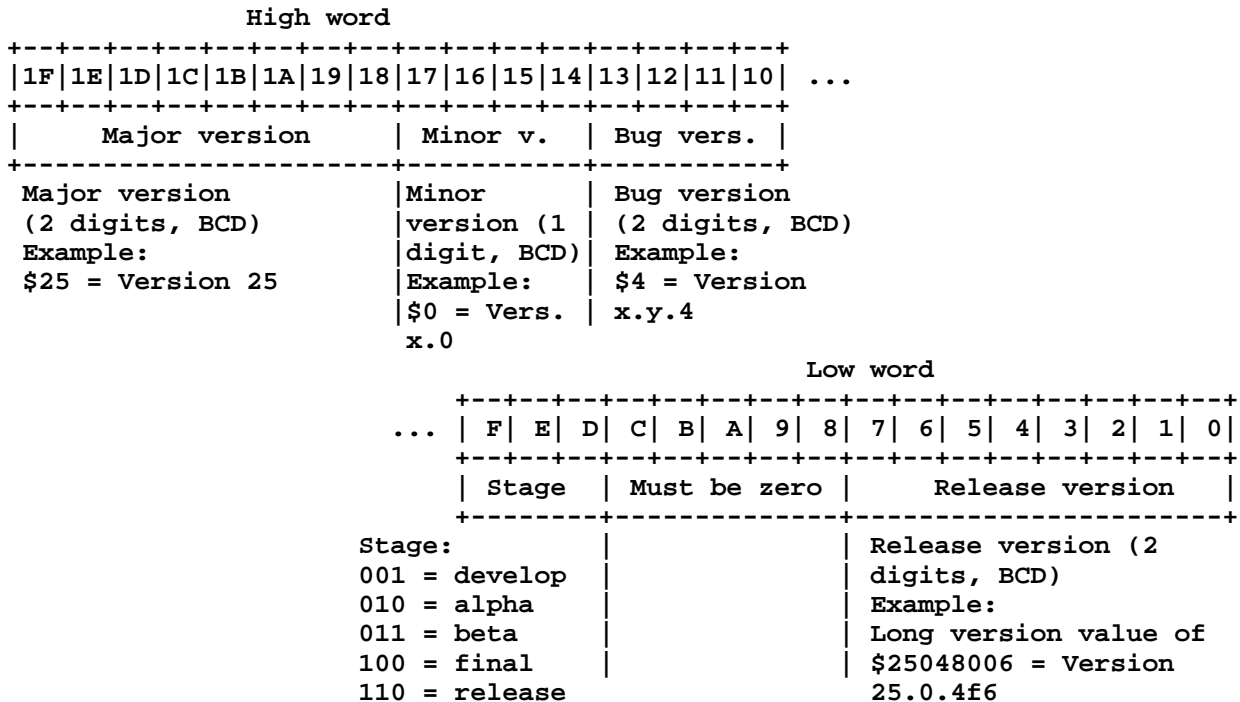 High word
+--+--+--+--+--+--+--+--+--+--+--+--+--+--+--+--+
|1F|1E|1D|1C|1B|1A|19|18|17|16|15|14|13|12|11|10| ...
+--+--+--+--+--+--+--+--+--+--+--+--+--+--+--+--+
|     Major version     | Minor v.  | Bug vers. |
+-----------------------+-----------+-----------+
 Major version          |Minor      | Bug version
 (2 digits, BCD)        |version (1 | (2 digits, BCD)
 Example:               |digit, BCD)| Example:
 $25 = Version 25       |Example:   | $4 = Version
                        |$0 = Vers. | x.y.4
                         x.0
                                                  Low word
                            +--+--+--+--+--+--+--+--+--+--+--+--+--+--+--+--+
                        ... | F| E| D| C| B| A| 9| 8| 7| 6| 5| 4| 3| 2| 1| 0|
                            +--+--+--+--+--+--+--+--+--+--+--+--+--+--+--+--+
                            | Stage  | Must be zero |    Release version    |
                            +--------+--------------+-----------------------+
                      Stage:         |              | Release version (2
                      001 = develop  |              | digits, BCD)
                      010 = alpha    |              | Example:
                      011 = beta     |              | Long version value of
                      100 = final    |              | $25048006 = Version
                      110 = release                   25.0.4f6